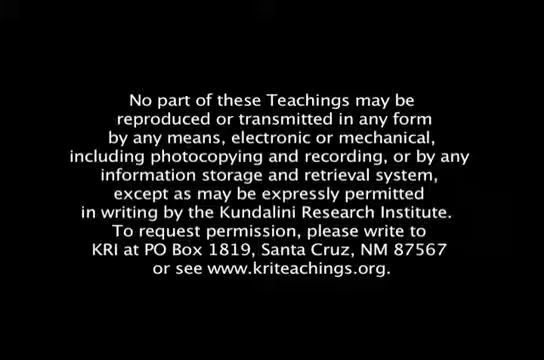 No part of these Teachings may be
reproduced or transmitted in any form
by any means, electronic or mechanical,
including photocopying and recording, or by any
information storage and retrieval system,
except as may be expressly permitted
in writing by the Kundalini Research Institute.
To request permission, please write to
KRI at PO Box 1819, Santa Cruz, NM 87567
or see www.kriteachings.org.